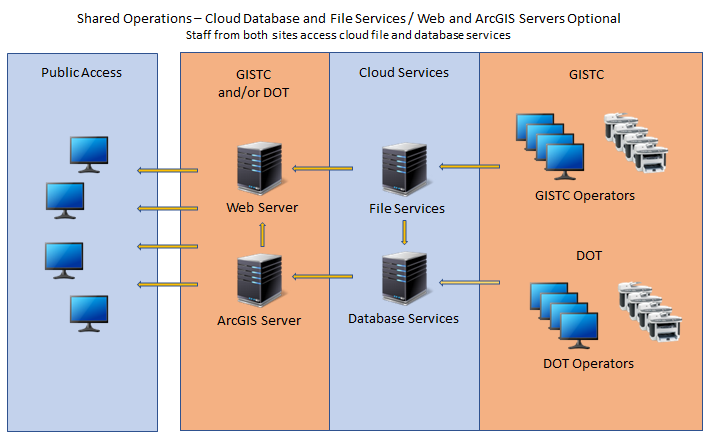 Shared Operations – Cloud Database and File Services / Web and ArcGIS Servers Optional
Staff from both sites access cloud file and database services
Public Access
GISTC
and/or DOT
Cloud Services
GISTC
Web Server
File Services
GISTC Operators
DOT
ArcGIS Server
Database Services
DOT Operators